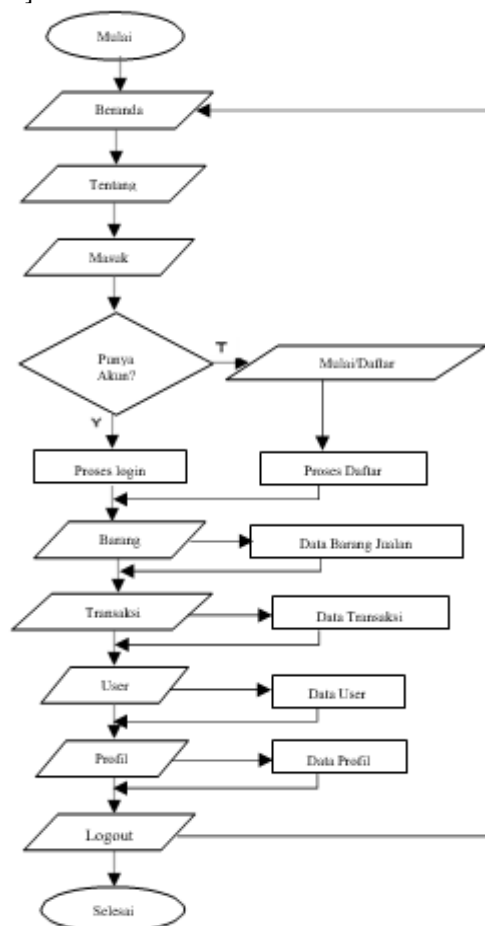 ]
Mulai
Beranda
Tentang
Masuk
Punya
Akun?
T
Mulai/Daftar
Y
Proses login
Proses Daftar
Barang
Data Barang Jualan
Transaksi
Data Transaksi
User
Data User
Profil
Data Profil
Logout
Selesai